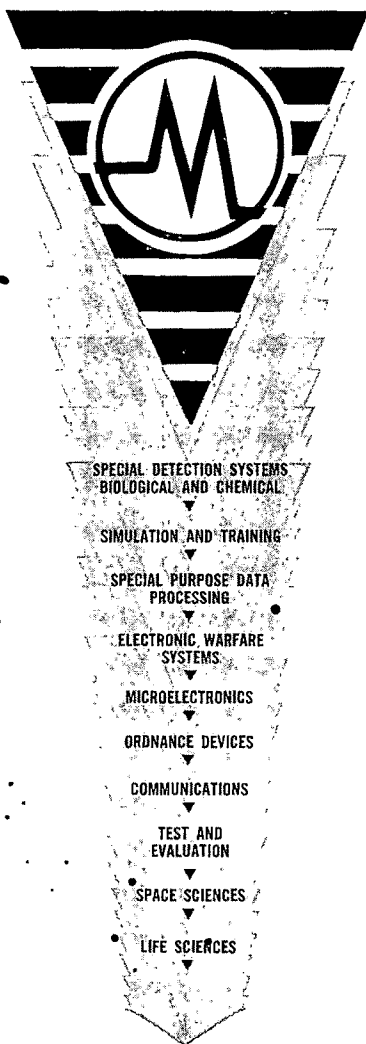 M
SPECIAL DETECTION SYSTEMS
BIOLOGICAL AND CHEMICAL
SIMULATION AND TRAINING
SPECIAL PURPOSE DATA
PROCESSING
ELECTRONIC WARFARE
SYSTEMS
MICROELECTRONICS
ORDNANCE DEVICES
COMMUNICATIONS
TEST AND
EVALUATION
SPACE SCIENCES
LIFE SCIENCES